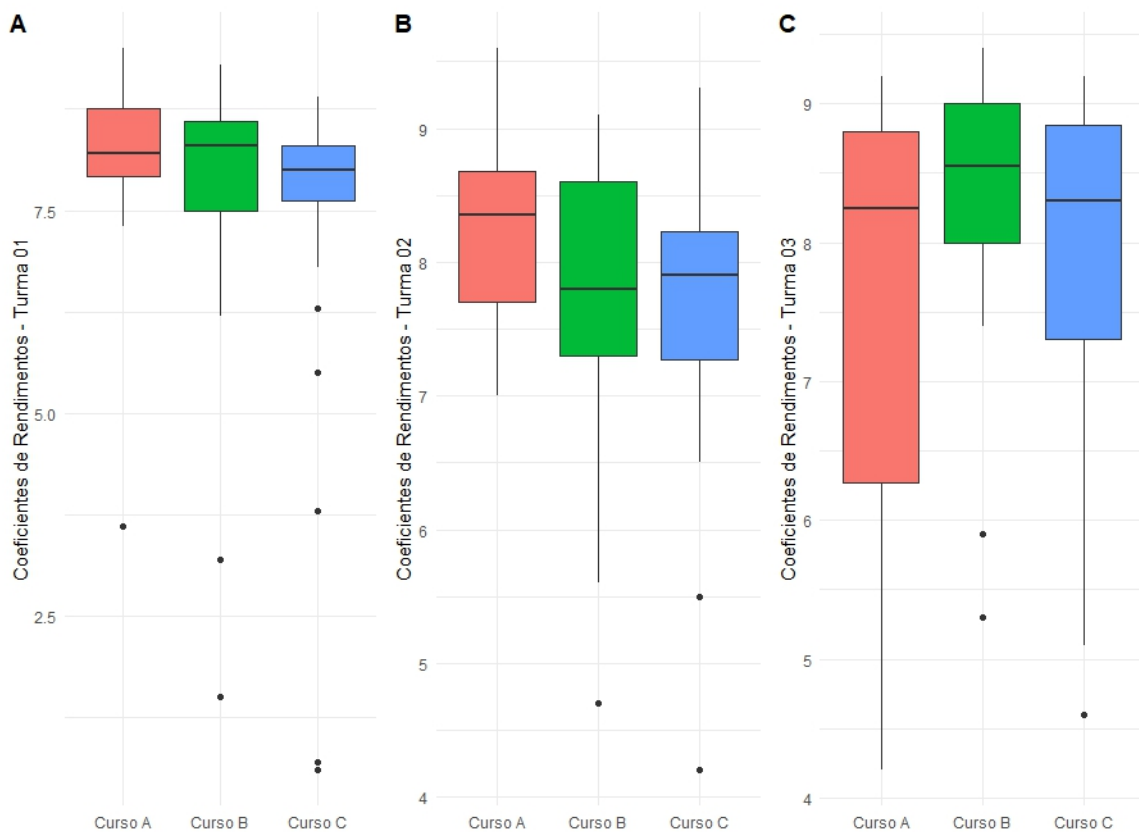 A
Coeficientes de Rendimentos - Turma 01
7.5
5.0
2.5
Curso A
Curso B
Curso C
B
Coeficientes de Rendimentos - Turma 02
9
8
7
6
5
4
Curso A
Curso B
Curso C
C
Coeficientes de Rendimentos - Turma 03
9
8
7
6
5
4
Curso A
Curso B
Curso C